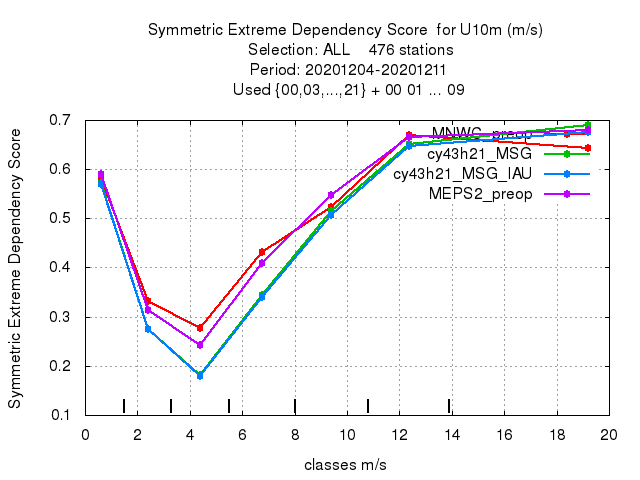 Symmetric Extreme Dependency Score for U10m (m/s)
Selection: ALL 476 stations
Period: 20201204-20201211
Used {00,03,...,21} + 00 01 ... 09
0.7
0.6
0.5
0.4
0.3
0.2
0.1
Symmetric Extreme Dependency Score
MNWC_preop
cy43h21_MSG
cy43h21_MSG_IAU
MEPS2_preop
0 2 4 6 8 10 12 14 16 18 20
classes m/s